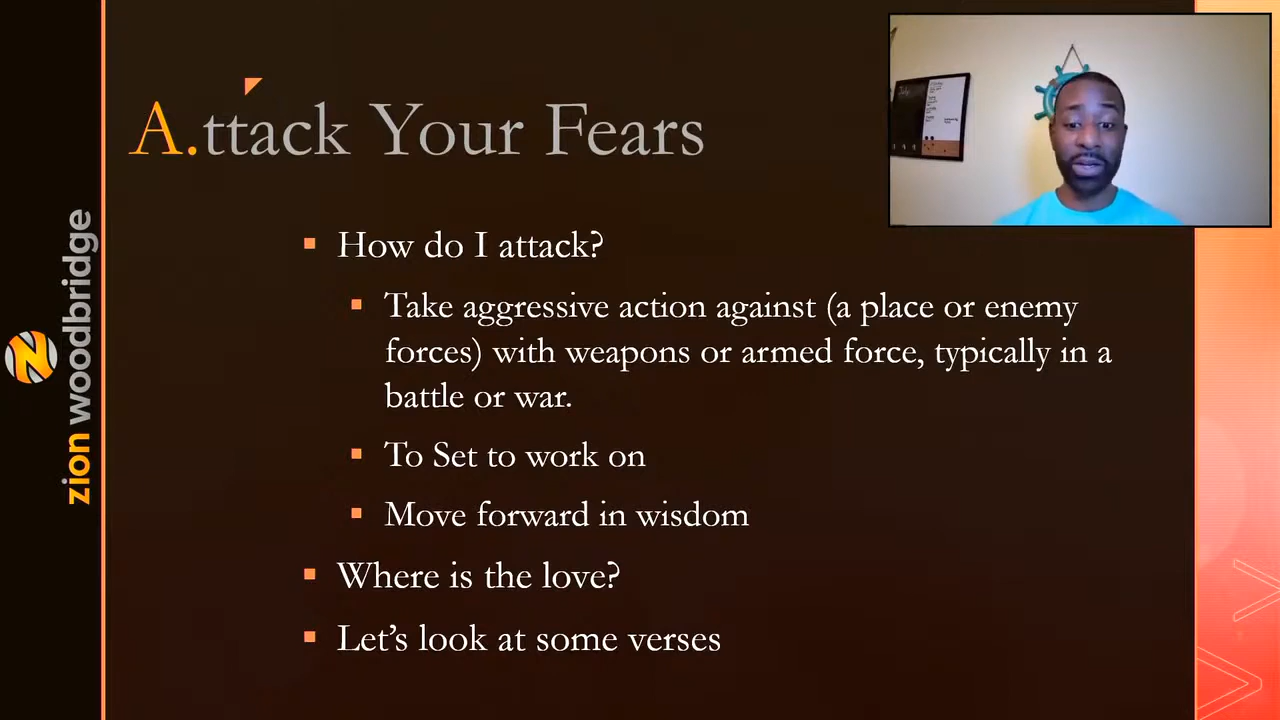 A.ttack Your Fears
How do I attack?
Take aggressive action against (a place or enemy
forces) with weapons or armed force, typically in a
battle or war.
To Set to work on
Move forward in wisdom
Where is the love?
Let's look at some verses
zion woodbridge
July